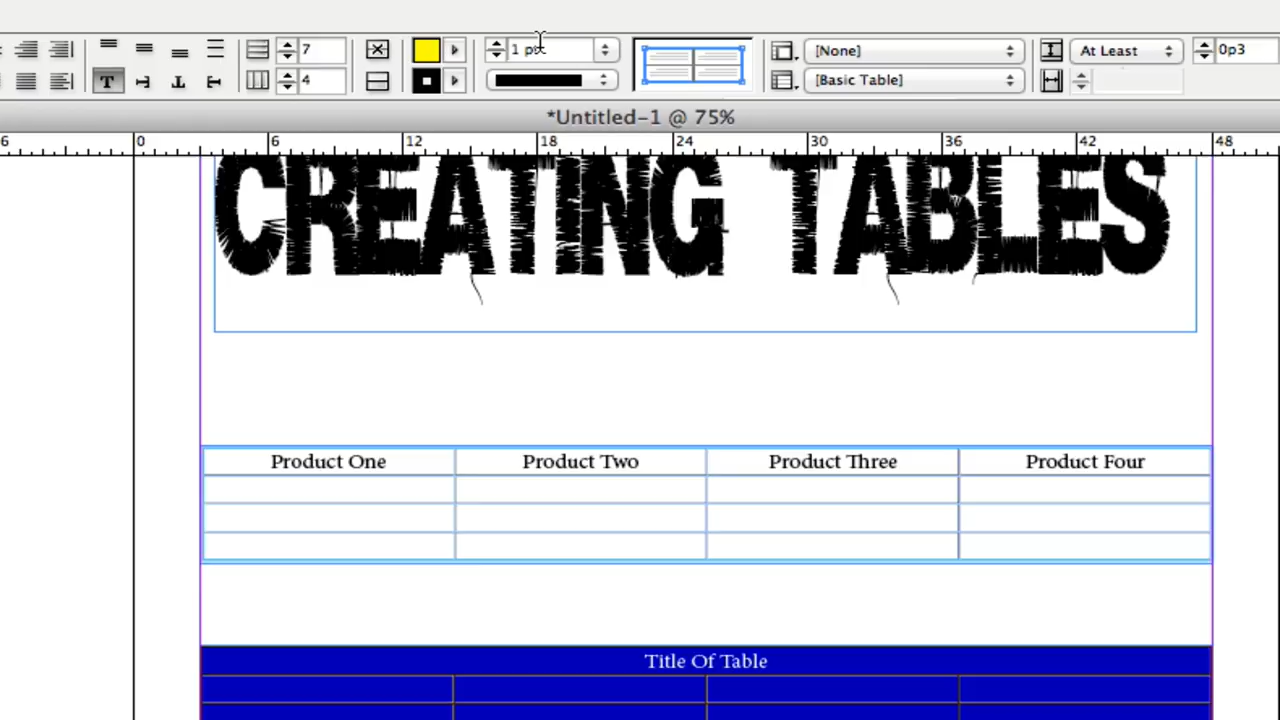 7
1 pt
[None]
At Least
0p3
4
[Basic Table]
*Untitled-1 @ 75%
6 0 6 12 18 24 30 36 42 48
CREATING TABLES
Product One Product Two Product Three Product Four
Title Of Table